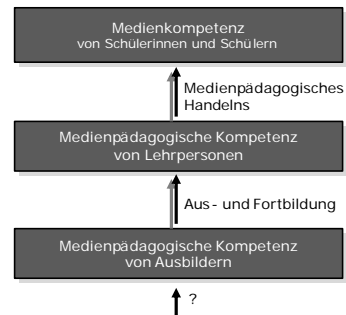 Medienkompetenz
von Schülerinnen und Schülern
Medienpädagogisches
Handelns
Medienpädagogische Kompetenz
von Lehrpersonen
Aus- und Fortbildung
Medienpädagogische Kompetenz
von Ausbildern
?